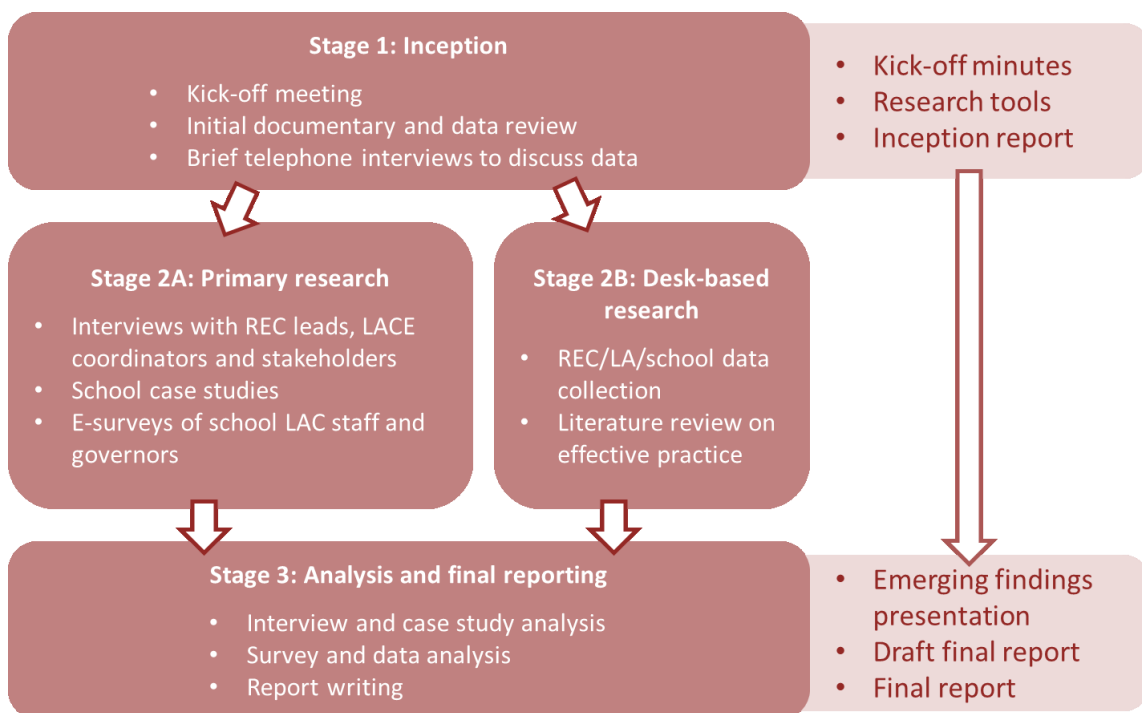 Stage 1: Inception
• Kick-off meeting
• Initial documentary and data review
• Brief telephone interviews to discuss data
• Kick-off minutes
• Research tools
• Inception report
Stage 2A: Primary research
• Interviews with REC leads, LACE
coordinators and stakeholders
• School case studies
• E-surveys of school LAC staff and
governors
Stage 2B: Desk-based
research
• REC/LA/school data
collection
• Literature review on
effective practice
Stage 3: Analysis and final reporting
• Interview and case study analysis
• Survey and data analysis
• Report writing
• Emerging findings
presentation
• Draft final report
• Final report